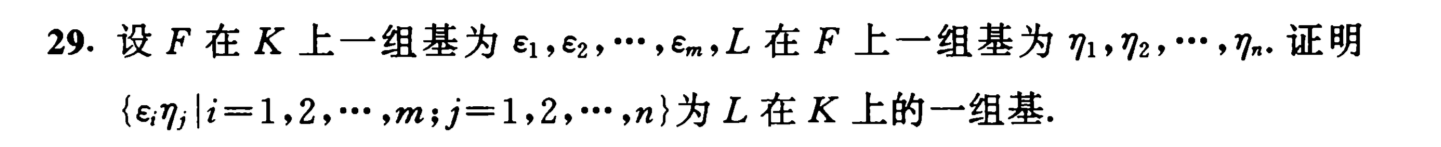 29. 设 F 在 K 上一组基为 ε₁,ε₂,⋯,εₘ,L 在 F 上一组基为 η₁,η₂,⋯,ηₙ. 证明
{εᵢηⱼ|i=1,2,⋯,m;j=1,2,⋯,n}为 L 在 K 上的一组基.